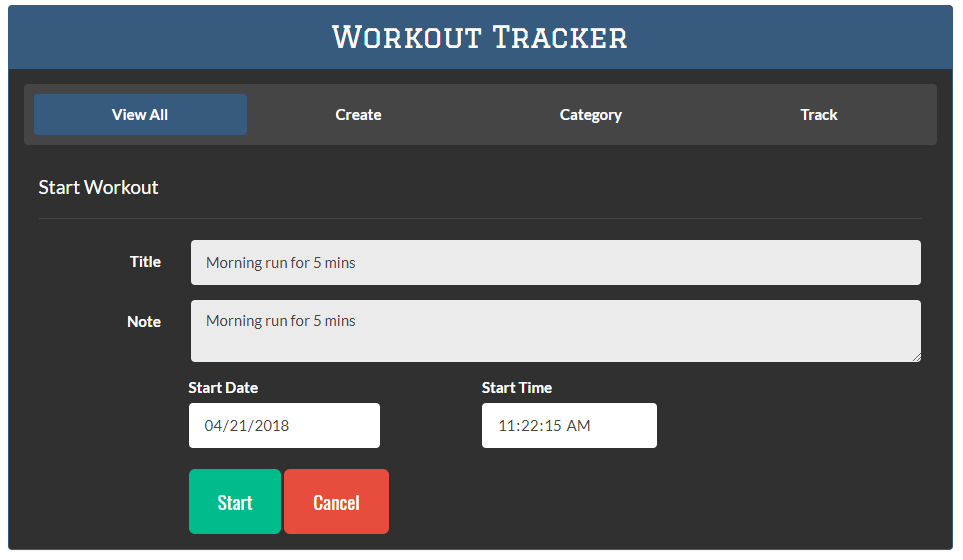 Workout Tracker
View All Create Category Track
Start Workout
Title Morning run for 5 mins
Note Morning run for 5 mins
Start Date Start Time
04/21/2018 11:22:15 AM
Start Cancel